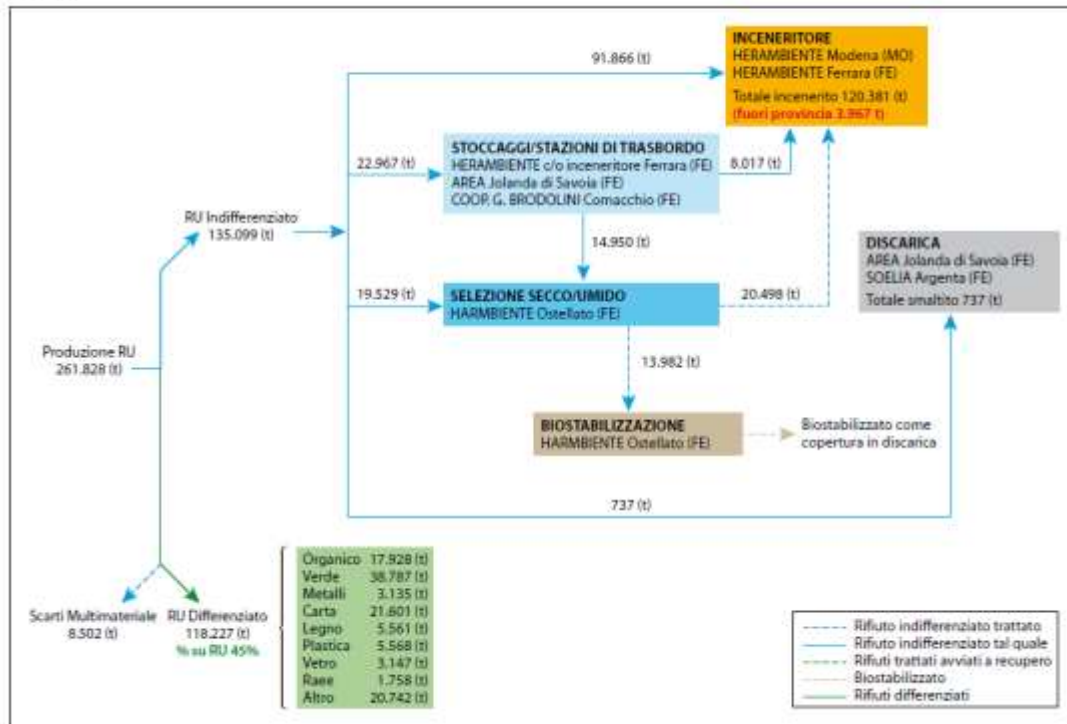 INCENERITORE
HERAMBIENTE Modena (MO)
HERAMBIENTE Ferrara (FE)
Totale incenerito 120.381 (t)
(fuori provincia 3.967 t)
91.866 (t)
STOCCAGGI/STAZIONI DI TRASBORDO
HERAMBIENTE c/o inceneritore Ferrara (FE)
AREA Jolanda di Savoia (FE)
COOP. G. BRODOLINI Comacchio (FE)
22.967 (t)
8.017 (t)
RU Indifferenziato
135.099 (t)
14.950 (t)
DISCARICA
AREA Jolanda di Savoia (FE)
SOELIA Argenta (FE)
Totale smaltito 737 (t)
19.529 (t)
SELEZIONE SECCO/UMIDO
HARMBIENTE Ostellato (FE)
20.498 (t)
Produzione RU
261.828 (t)
13.982 (t)
BIOSTABILIZZAZIONE
HARMBIENTE Ostellato (FE)
Biostabilizzato come
copertura in discarica
737 (t)
Scarti Multimateriale
8.502 (t)
RU Differenziato
118.227 (t)
% su RU 45%
Organico 17.928 (t)
Verde 38.787 (t)
Metalli 3.135 (t)
Carta 21.601 (t)
Legno 5.561 (t)
Plastica 5.568 (t)
Vetro 3.147 (t)
Raee 1.758 (t)
Altro 20.742 (t)
Rifiuto indifferenziato trattato
Rifiuto indifferenziato tal quale
Rifiuti trattati avviati a recupero
Biostabilizzato
Rifiuti differenziati